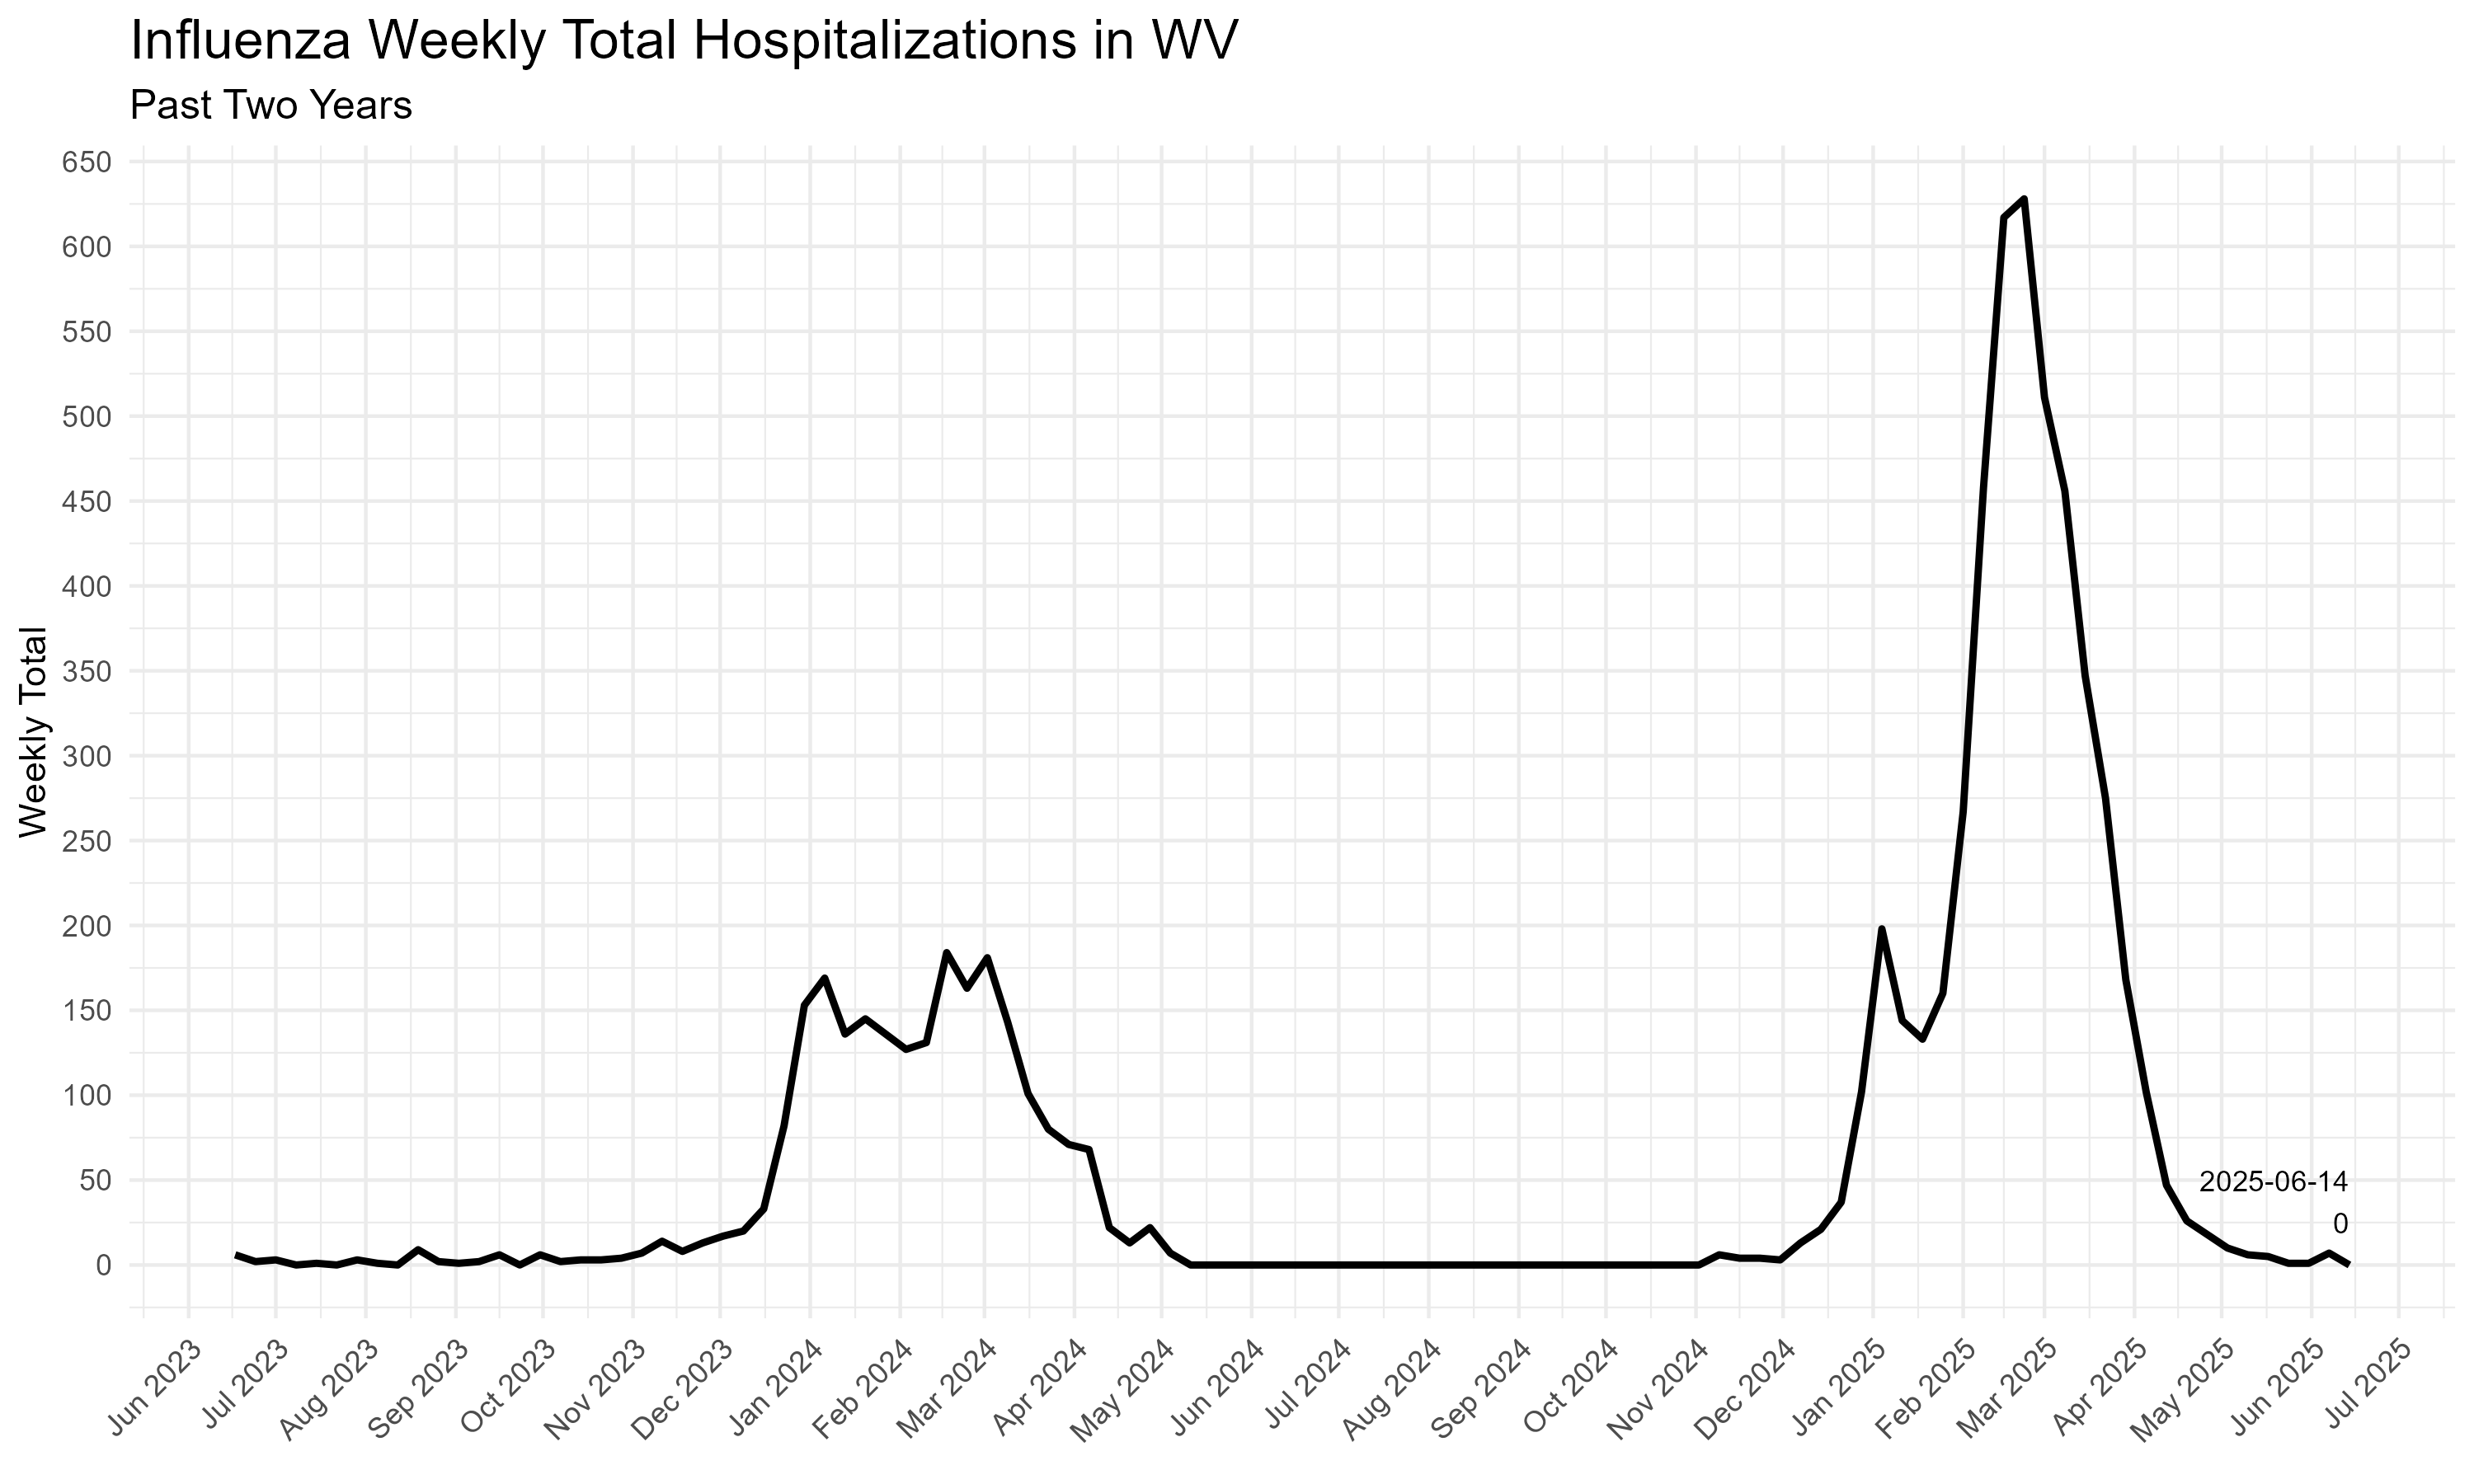 Influenza Weekly Total Hospitalizations in WV
Past Two Years
Weekly Total
650
600
550
500
450
400
350
300
250
200
150
100
50
0
2025-06-14
0
Jun 2023
Jul 2023
Aug 2023
Sep 2023
Oct 2023
Nov 2023
Dec 2023
Jan 2024
Feb 2024
Mar 2024
Apr 2024
May 2024
Jun 2024
Jul 2024
Aug 2024
Sep 2024
Oct 2024
Nov 2024
Dec 2024
Jan 2025
Feb 2025
Mar 2025
Apr 2025
May 2025
Jun 2025
Jul 2025